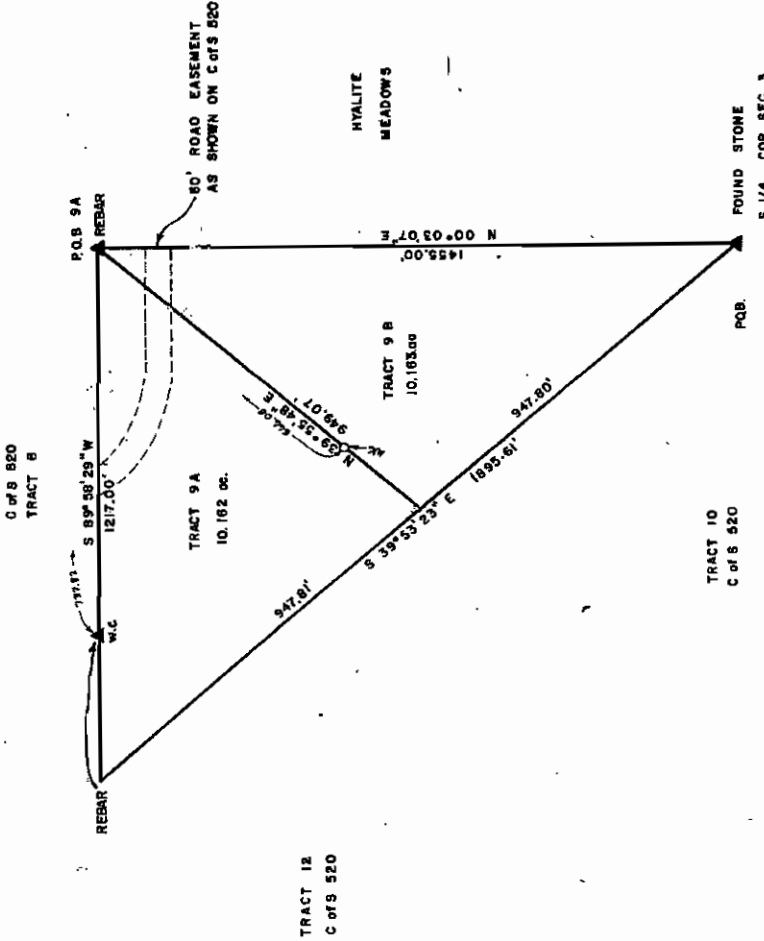 C of S 520
TRACT 8
60' ROAD EASEMENT
AS SHOWN ON C of S 520
P.O.B 9A
REBAR
S 89° 58' 29" W
1217.00'
W.C
REBAR
HYALITE
MEADOWS
TRACT 9A
10.162 ac.
N 39° 55' 48" E
949.07'
W.C
N 00° 03' 07" E
1455.00'
TRACT 9 B
10.163 ac
947.81'
S 39° 53' 23" E
1895.61'
947.80'
TRACT 12
C of S 520
TRACT 10
C of S 520
P.O.B.
FOUND STONE